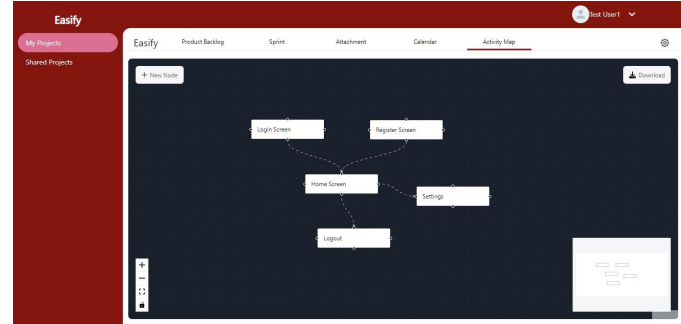 Easify
Test User1
My Projects
Shared Projects
Easify
Product Backlog
Sprint
Attachment
Calendar
Activity Map
+ New Node
Download
Login Screen
Register Screen
Home Screen
Settings
Logout